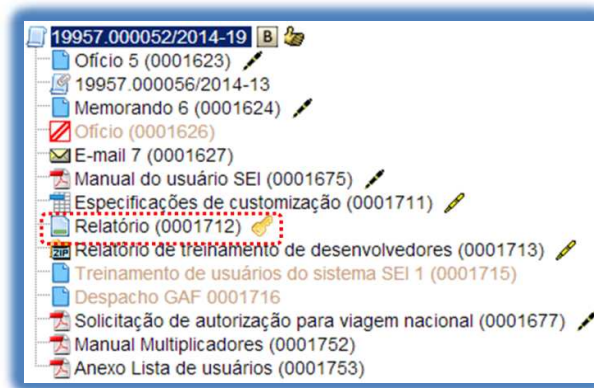 19957.000052/2014-19 B
Ofício 5 (0001623)
19957.000056/2014-13
Memorando 6 (0001624)
Ofício (0001626)
E-mail 7 (0001627)
Manual do usuário SEI (0001675)
Especificações de customização (0001711)
Relatório (0001712)
ZIP Relatório de treinamento de desenvolvedores (0001713)
Treinamento de usuários do sistema SEI 1 (0001715)
Despacho GAF 0001716
Solicitação de autorização para viagem nacional (0001677)
Manual Multiplicadores (0001752)
Anexo Lista de usuários (0001753)